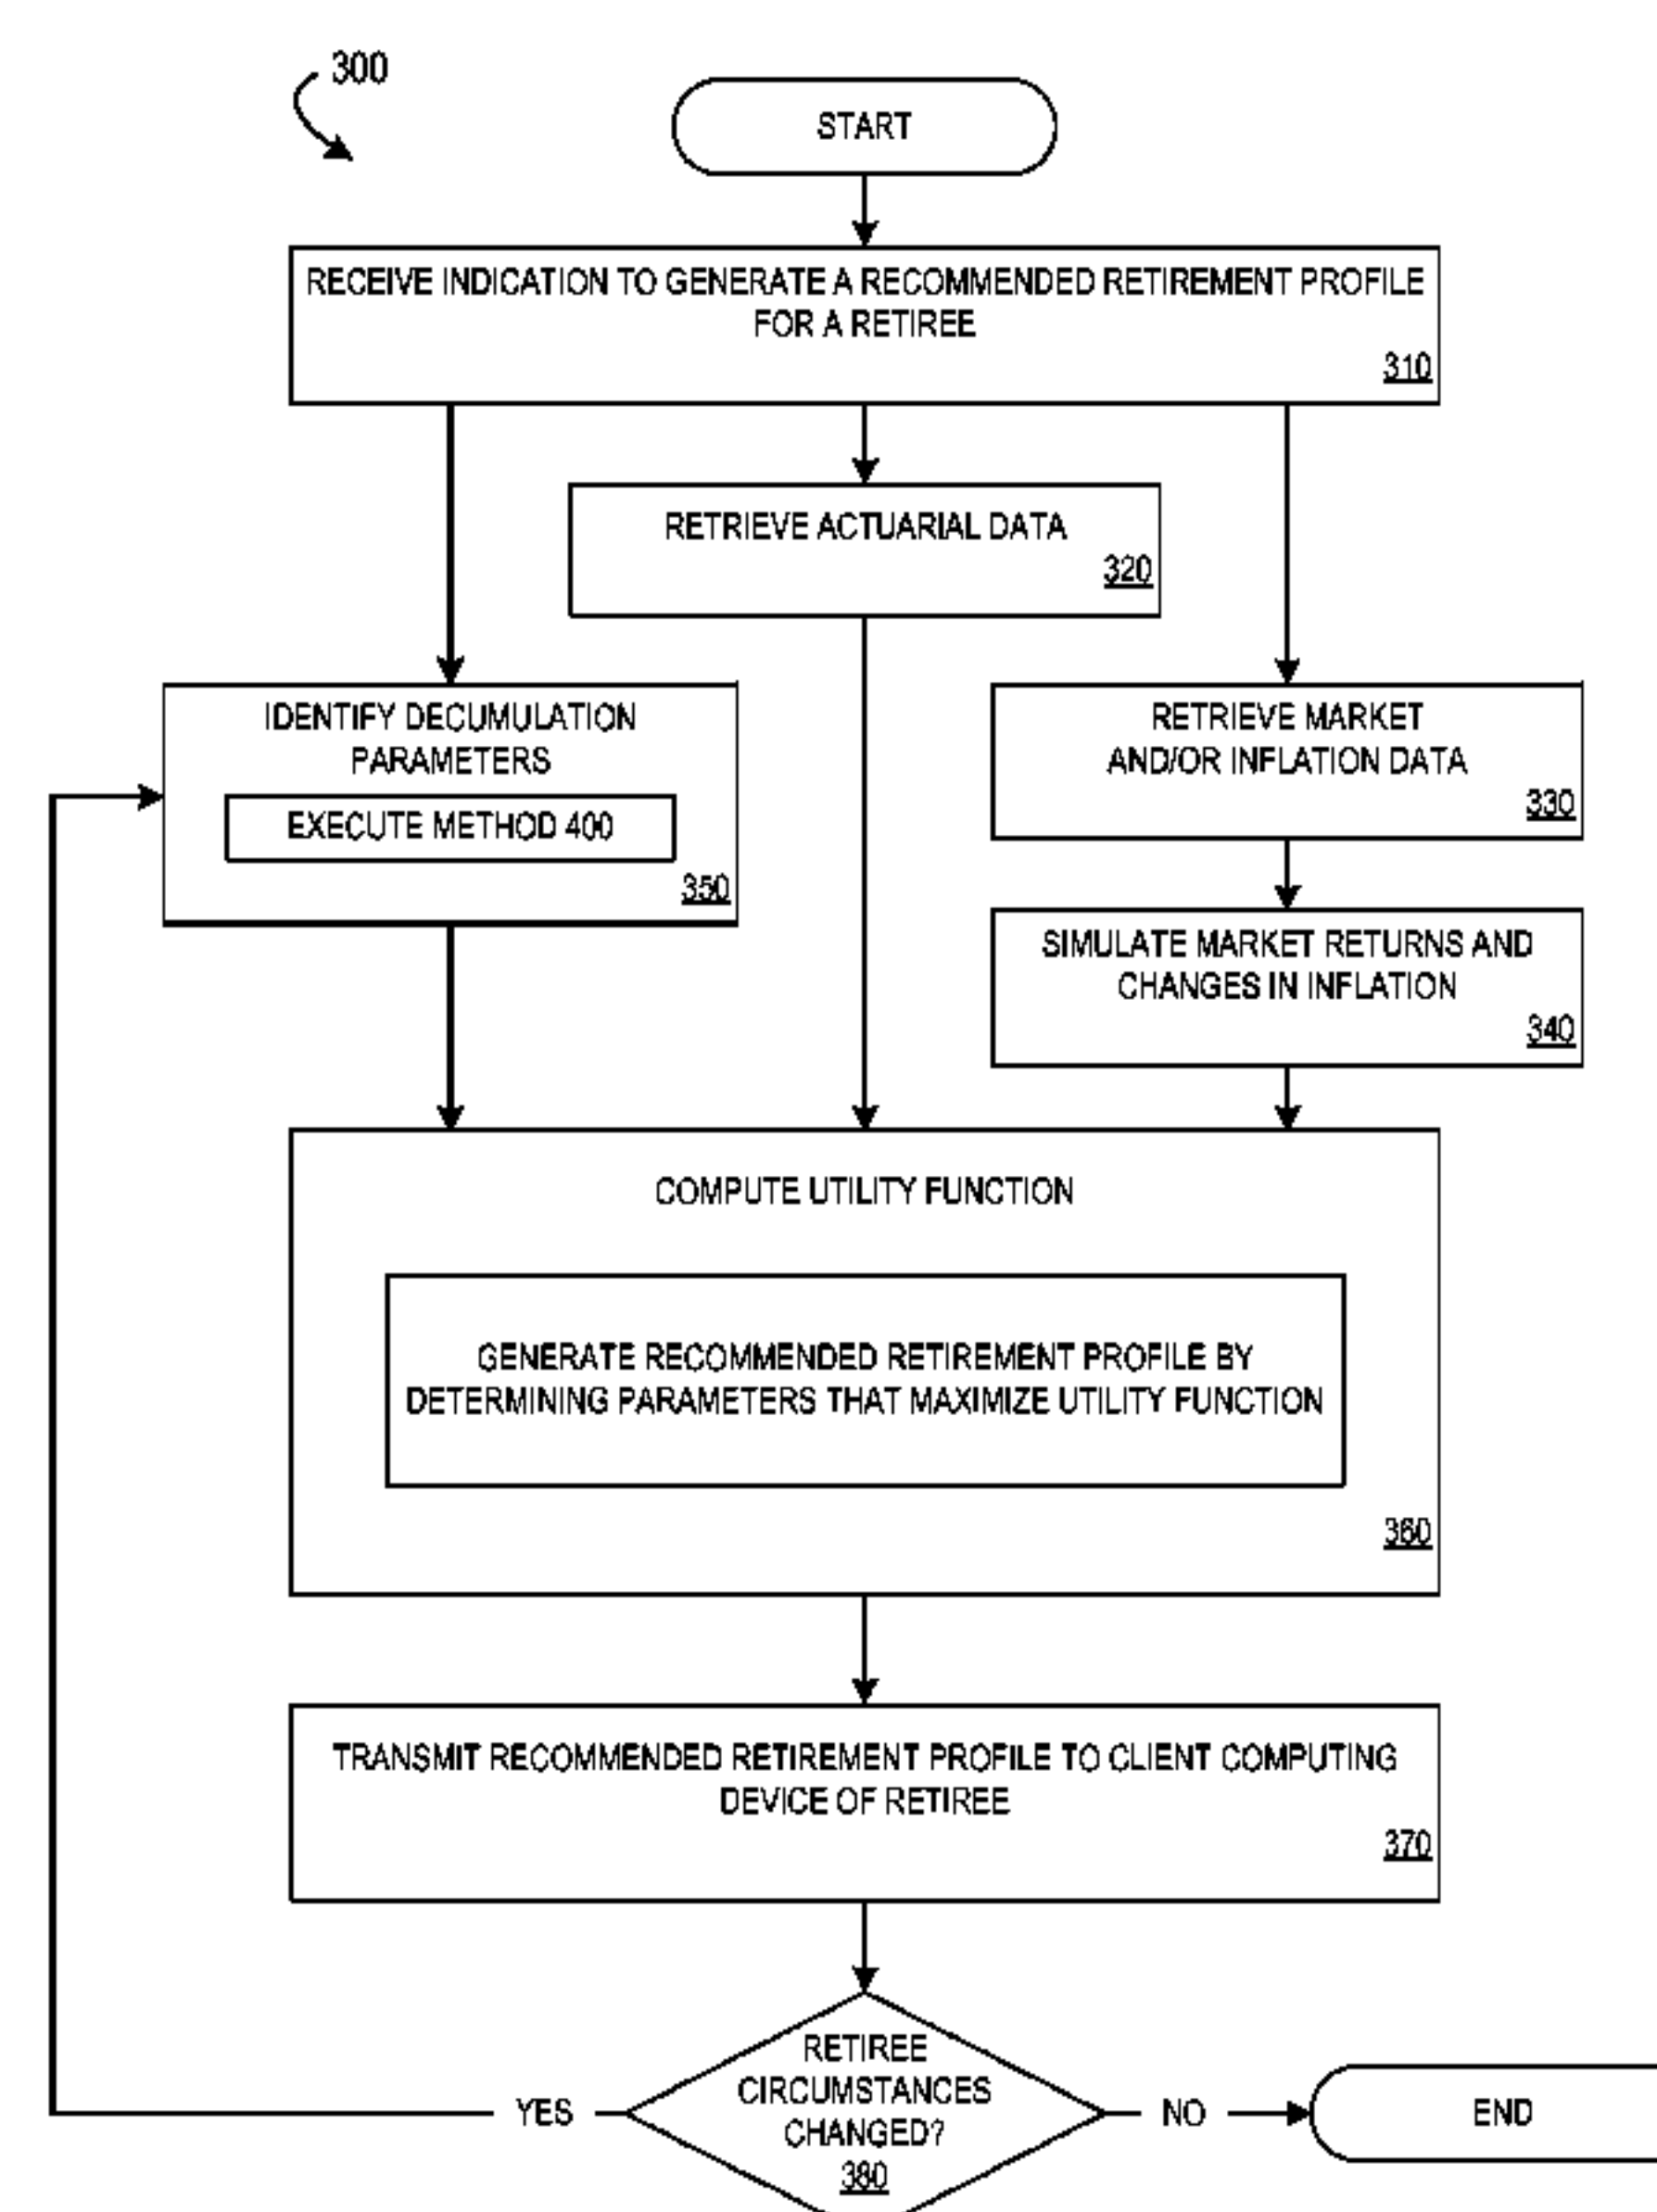 300
START
RECEIVE INDICATION TO GENERATE A RECOMMENDED RETIREMENT PROFILE
FOR A RETIREE
310
RETRIEVE ACTUARIAL DATA
320
IDENTIFY DECUMULATION
PARAMETERS
EXECUTE METHOD 400
350
RETRIEVE MARKET
AND/OR INFLATION DATA
330
SIMULATE MARKET RETURNS AND
CHANGES IN INFLATION
340
COMPUTE UTILITY FUNCTION
GENERATE RECOMMENDED RETIREMENT PROFILE BY
DETERMINING PARAMETERS THAT MAXIMIZE UTILITY FUNCTION
360
TRANSMIT RECOMMENDED RETIREMENT PROFILE TO CLIENT COMPUTING
DEVICE OF RETIREE
370
RETIREE
CIRCUMSTANCES
CHANGED?
380
YES
NO
END